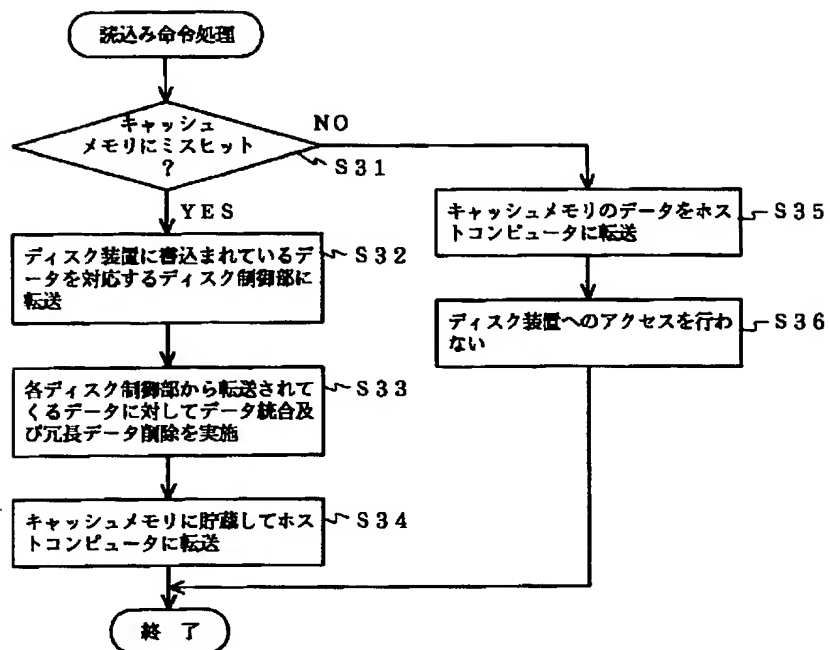 読込み命令処理
キャッシュ
メモリにミスヒット
?
NO
S31
YES
ディスク装置に書込まれているデ
ータを対応するディスク制御部に
転送
S32
各ディスク制御部から転送されて
くるデータに対してデータ統合及
び冗長データ削除を実施
S33
キャッシュメモリに貯蔵してホス
トコンピュータに転送
S34
キャッシュメモリのデータをホス
トコンピュータに転送
S35
ディスク装置へのアクセスを行わ
ない
S36
終 了